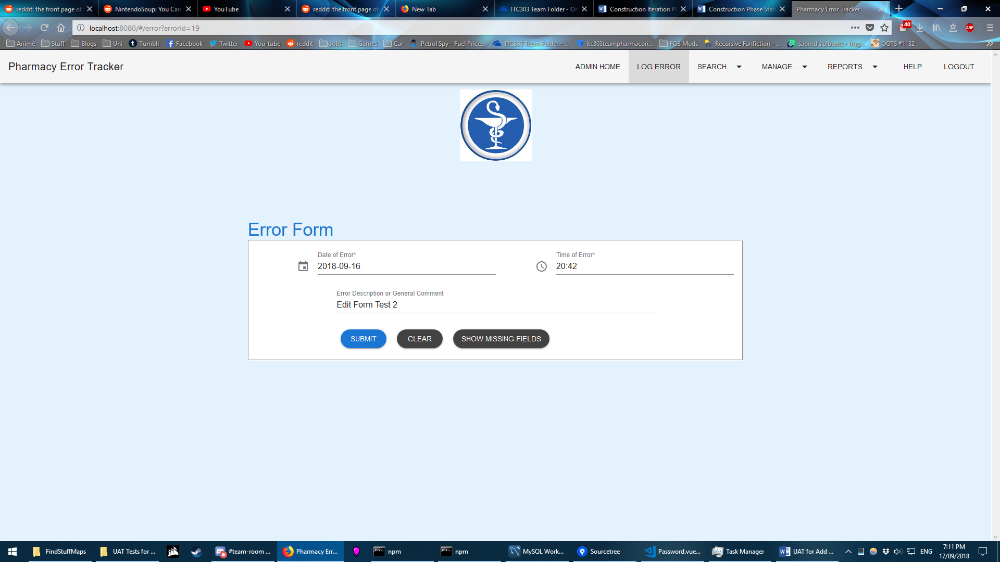 reddit: the front page of
NintendoSoup: You Can
YouTube
reddit: the front page of
New Tab
ITC303 Team Folder - On
Construction Iteration Pl
Construction Phase Stat
Pharmacy Error Tracker
localhost:8080/#/error?errorId=19
40
ABP
Anime
Stuff
Blogs
Uni
Tumblr
Facebook
Twitter
You-tube
reddit
Jobs
Games
Car
Petrol Spy - Fuel Price...
ITC303 Team Folder - ...
itc303teampharmacon...
FO3 Mods
Recursive Fanfiction - ...
saomd's albums - Img...
OOTS #1132
Pharmacy Error Tracker
ADMIN HOME
LOG ERROR
SEARCH...
MANAGE...
REPORTS...
HELP
LOGOUT
Error Form
Date of Error*
2018-09-16
Time of Error*
20:42
Error Description or General Comment
Edit Form Test 2
SUBMIT
CLEAR
SHOW MISSING FIELDS
FindStuffMaps
UAT Tests for ...
#team-room ...
Pharmacy Err...
npm
npm
MySQL Work...
Sourcetree
Password.vue...
Task Manager
UAT for Add ...
ENG
7:11 PM
17/09/2018